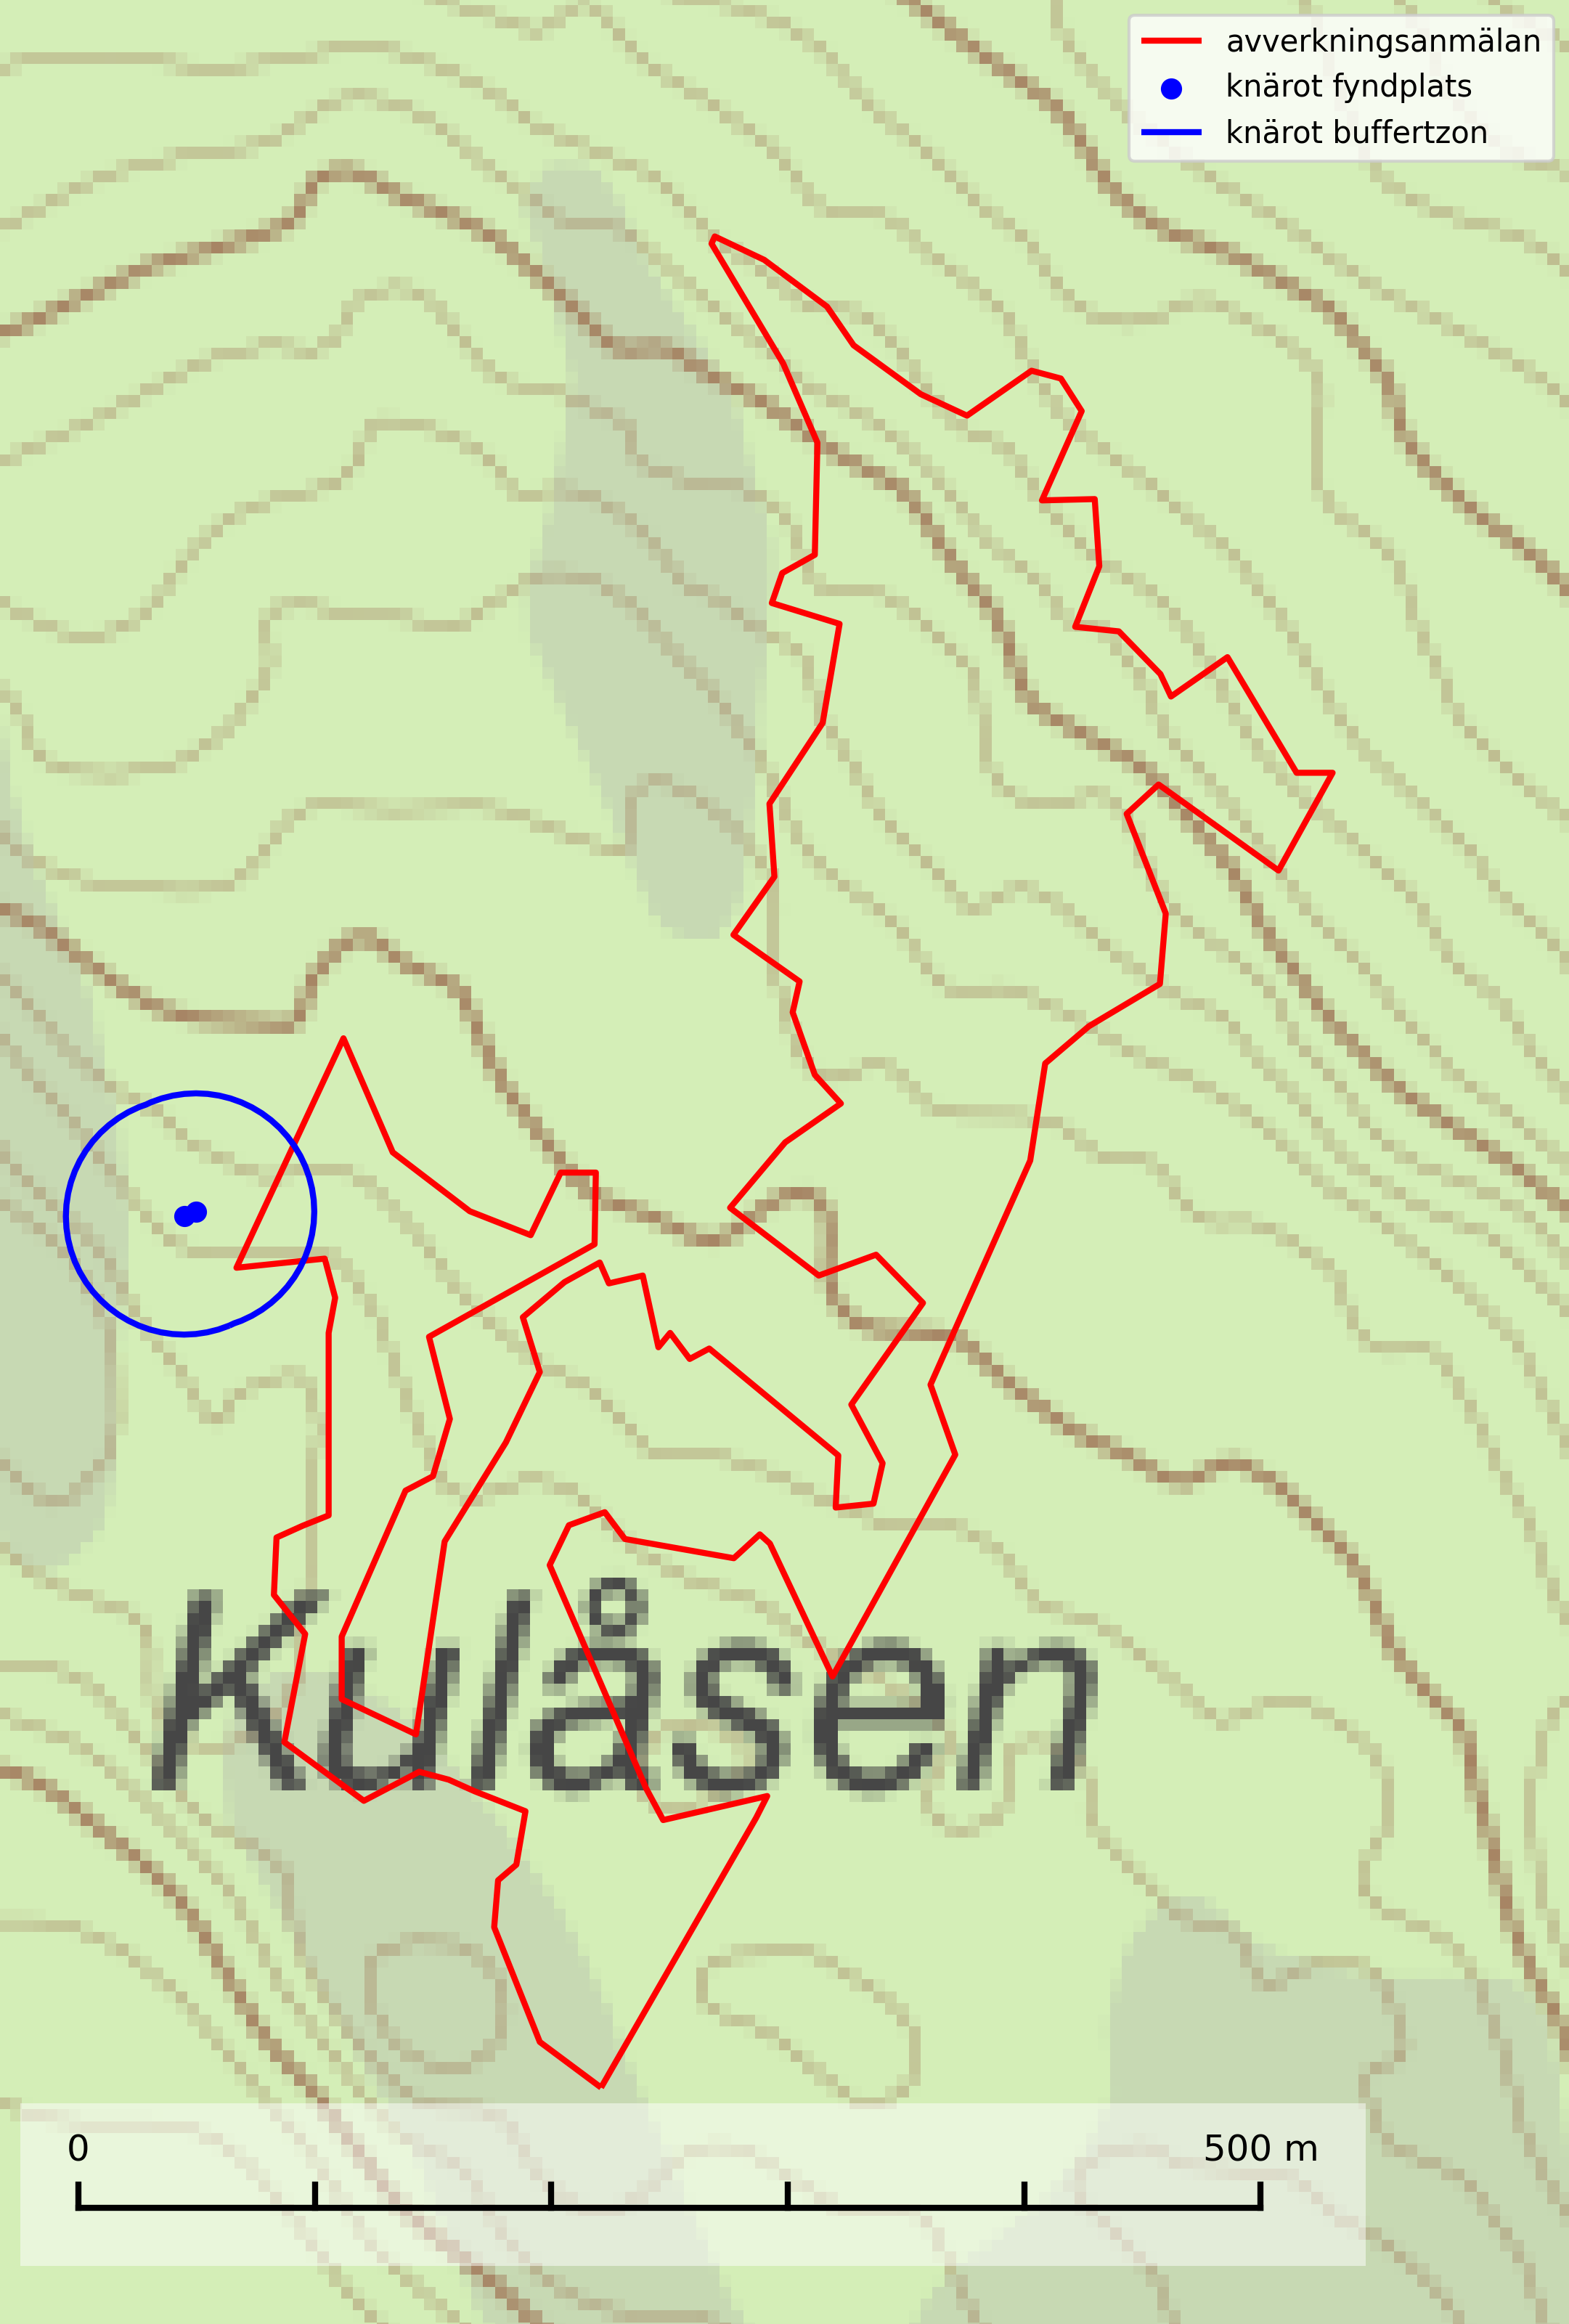 avverkningsanmälan
knärot fyndplats
knärot buffertzon
Kulåsen
0 500 m